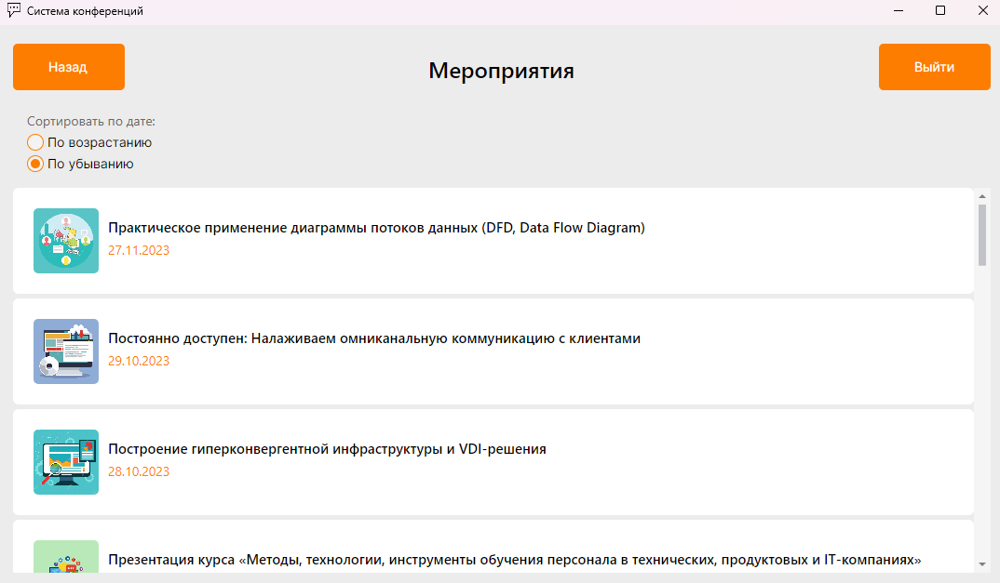 Система конференций
Назад
Мероприятия
Выйти
Сортировать по дате:
По возрастанию
По убыванию
Практическое применение диаграммы потоков данных (DFD, Data Flow Diagram)
27.11.2023
Постоянно доступен: Налаживаем омниканальную коммуникацию с клиентами
29.10.2023
Построение гиперконвергентной инфраструктуры и VDI-решения
28.10.2023
Презентация курса «Методы, технологии, инструменты обучения персонала в технических, продуктовых и IT-компаниях»